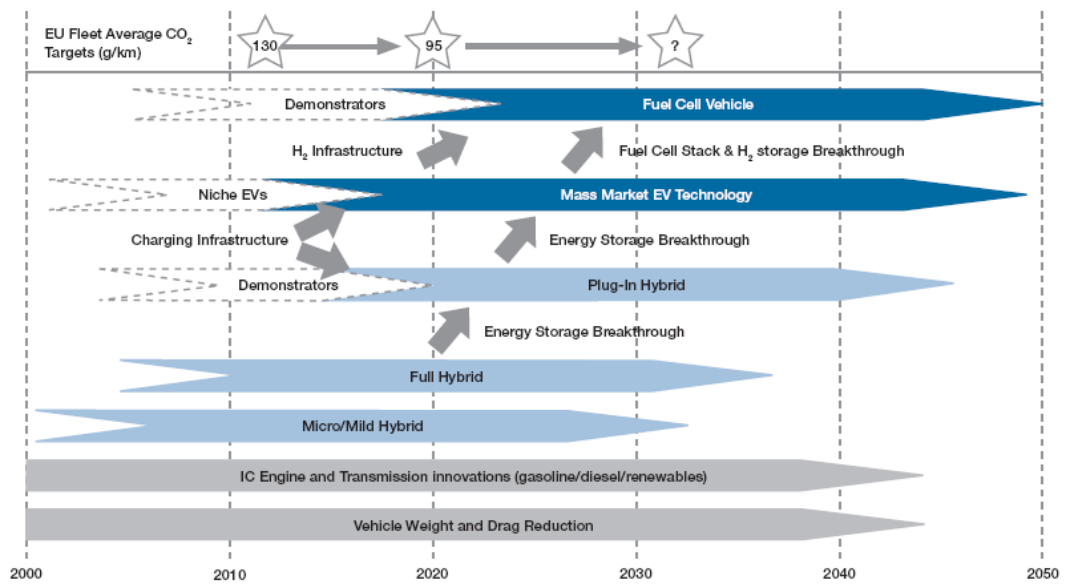 EU Fleet Average CO2
Targets (g/km)
130
95
?
Demonstrators
Fuel Cell Vehicle
H2 Infrastructure
Fuel Cell Stack & H2 storage Breakthrough
Niche EVs
Mass Market EV Technology
Charging Infrastructure
Energy Storage Breakthrough
Demonstrators
Plug-In Hybrid
Energy Storage Breakthrough
Full Hybrid
Micro/Mild Hybrid
IC Engine and Transmission innovations (gasoline/diesel/renewables)
Vehicle Weight and Drag Reduction
2000
2010
2020
2030
2040
2050